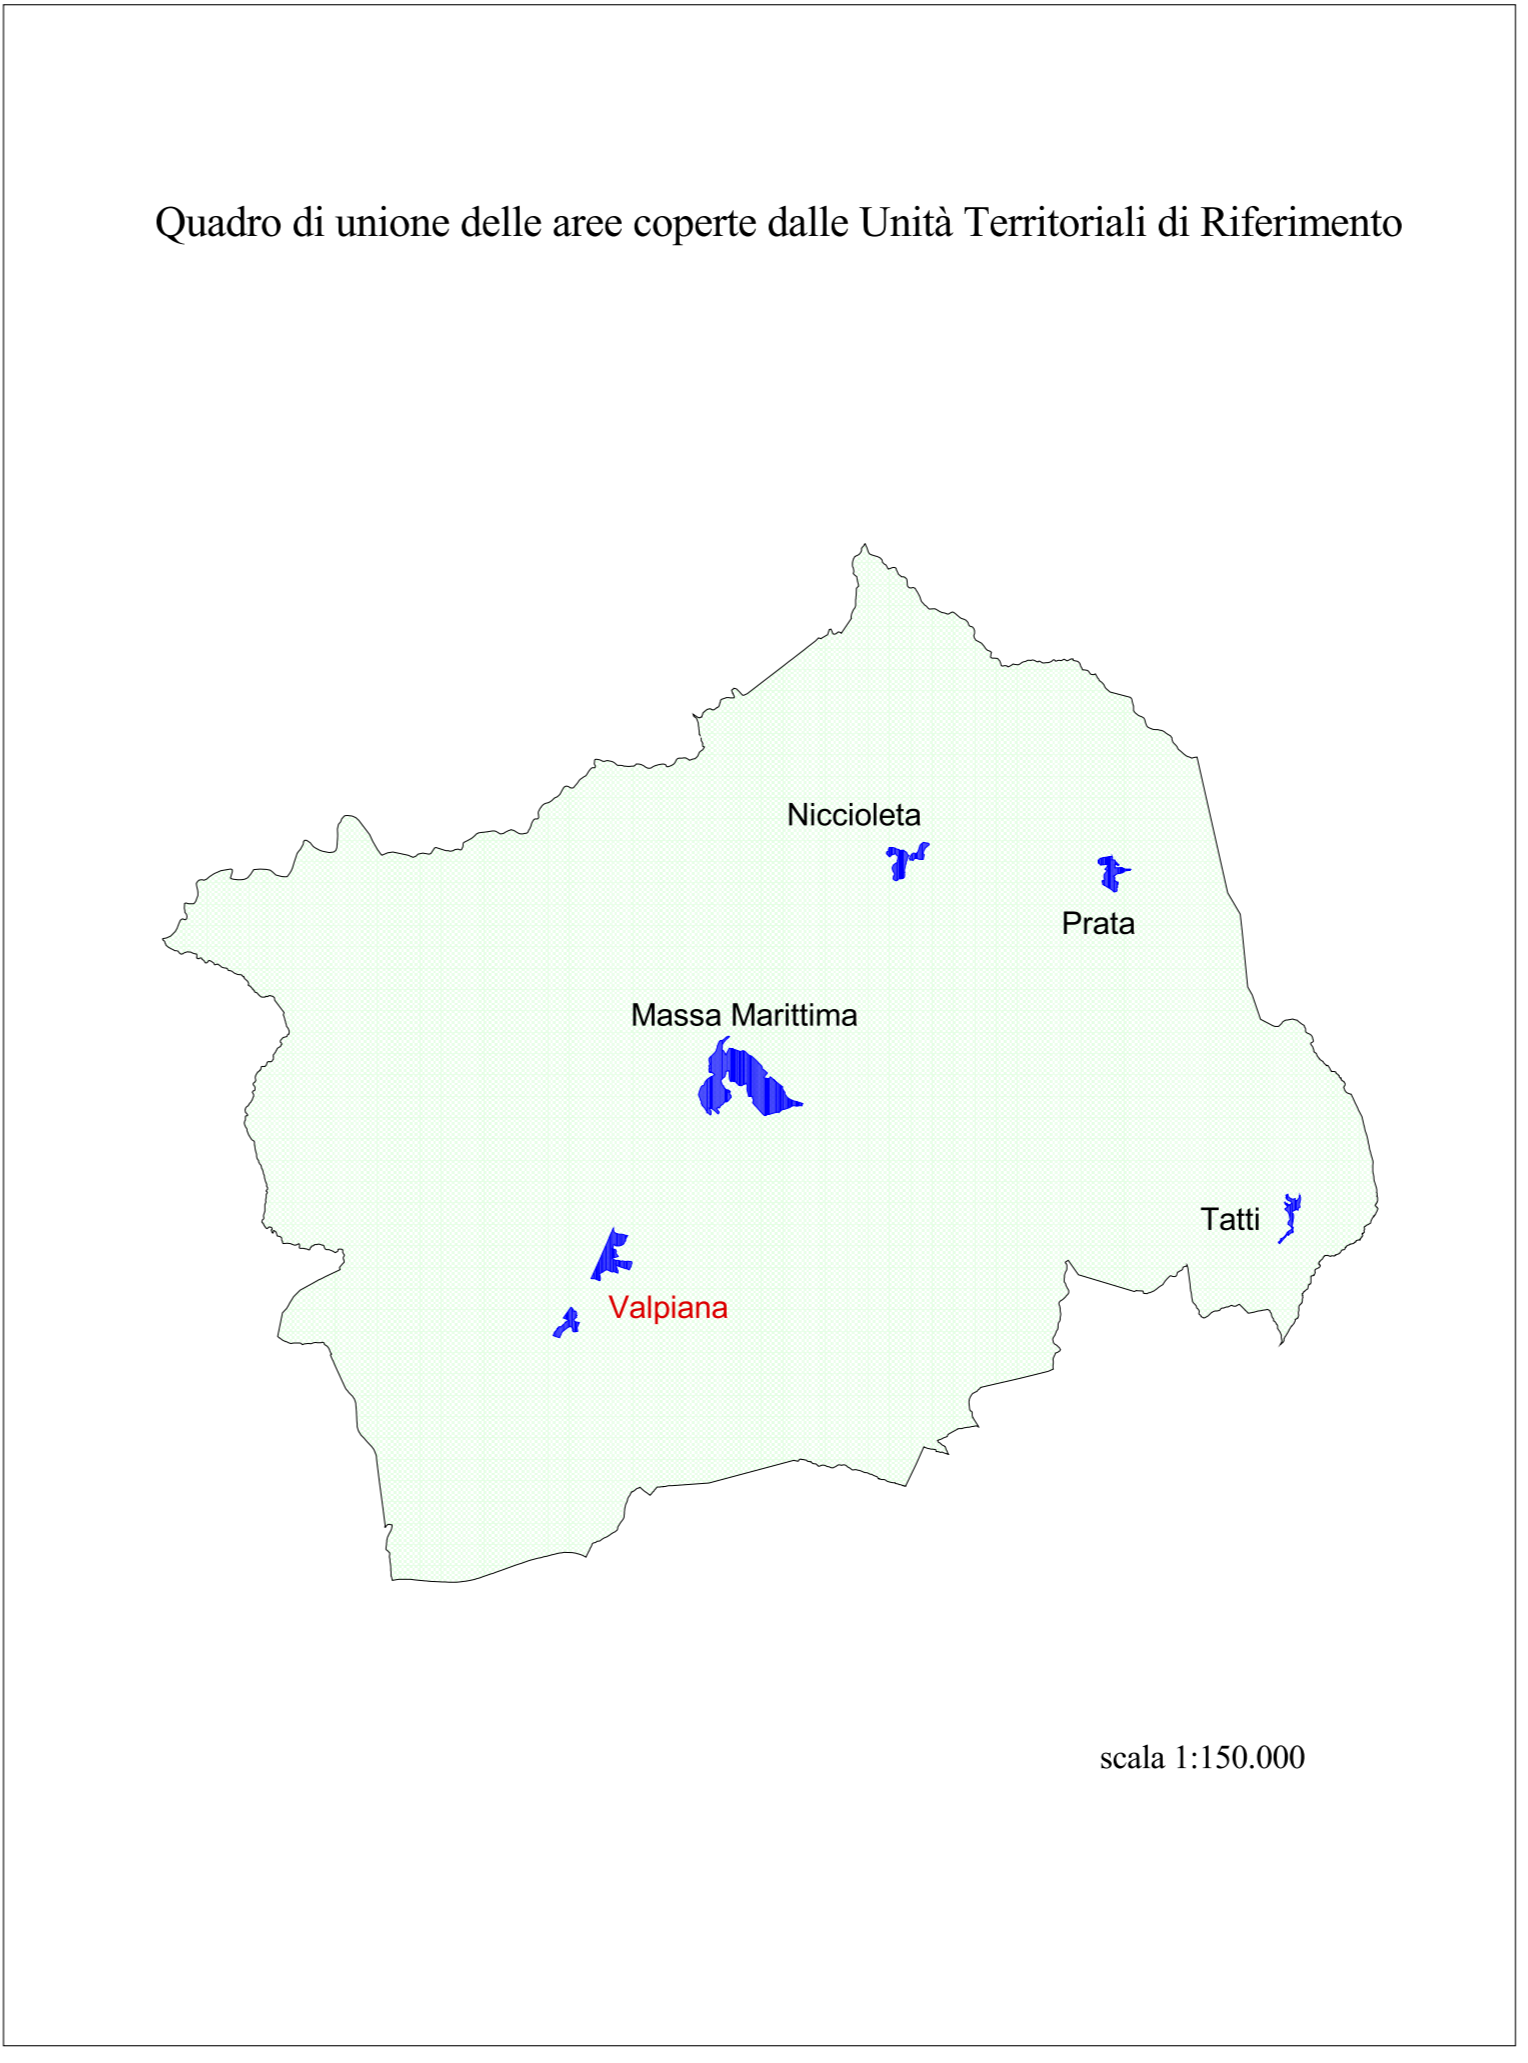 Quadro di unione delle aree coperte dalle Unità Territoriali di Riferimento
Niccioleta
Prata
Massa Marittima
Tatti
Valpiana
scala 1:150.000